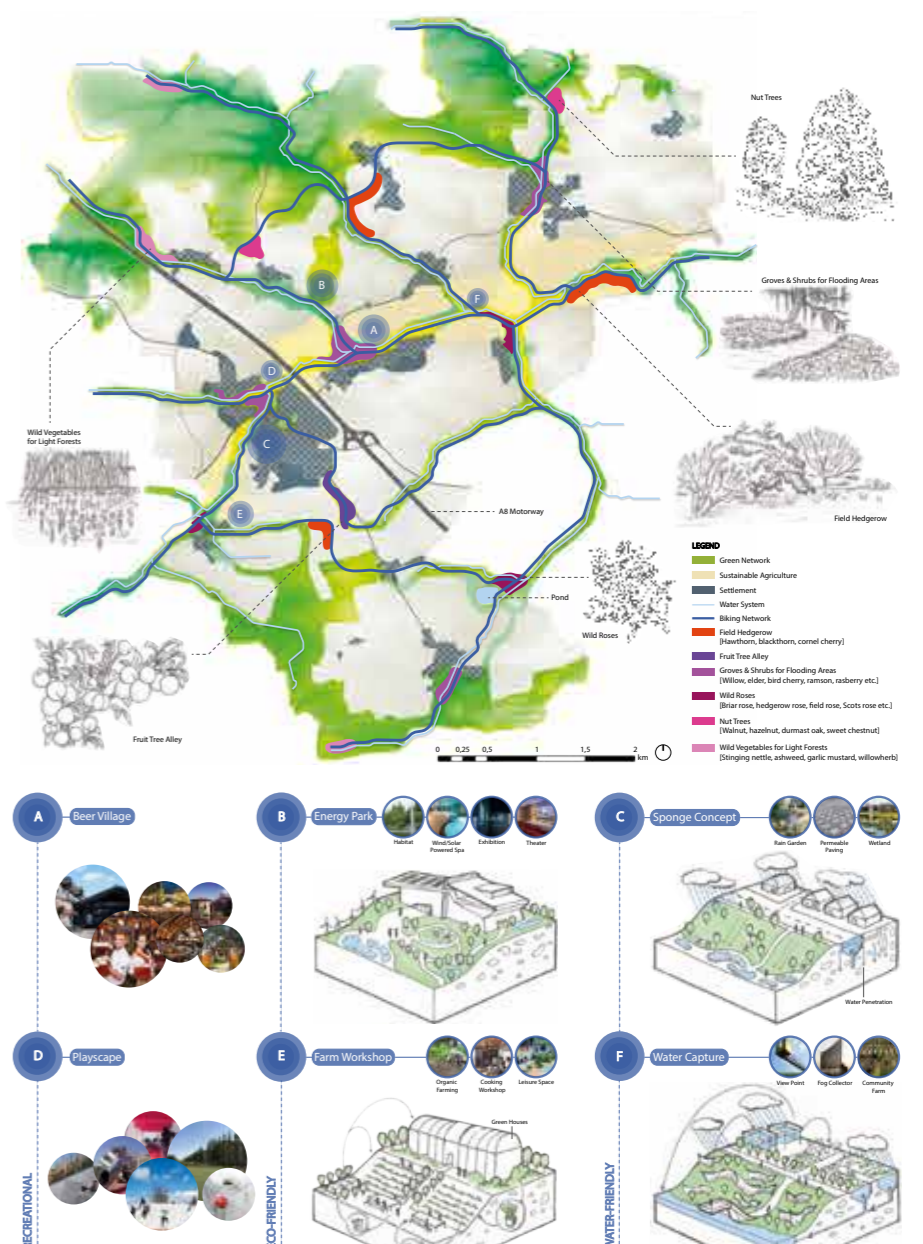 Nut Trees
B
F
A
D
C
E
Groves & Shrubs for Flooding Areas
Wild Vegetables
for Light Forests
Field Hedgerow
A8 Motorway
Pond
Wild Roses
Fruit Tree Alley
LEGEND
Green Network
Sustainable Agriculture
Settlement
Water System
Biking Network
Field Hedgerow
[Hawthorn, blackthorn, cornel cherry]
Fruit Tree Alley
Groves & Shrubs for Flooding Areas
[Willow, elder, bird cherry, ramson, rasberry etc.]
Wild Roses
[Briar rose, hedgerow rose, field rose, Scots rose etc.]
Nut Trees
[Walnut, hazelnut, durmast oak, sweet chestnut]
Wild Vegetables for Light Forests
[Stinging nettle, ashweed, garlic mustard, willowherb]
0 0,25 0,5 1 1,5 2
km
A Beer Village
B Energy Park
Habitat
Wind/Solar
Powered Spa
Exhibition
Theater
C Sponge Concept
Rain Garden
Permeable
Paving
Wetland
Water Penetration
D Playscape
E Farm Workshop
Organic
Farming
Cooking
Workshop
Leisure Space
Green Houses
F Water Capture
View Point
Fog Collector
Community
Farm
RECREATIONAL
ECO-FRIENDLY
WATER-FRIENDLY